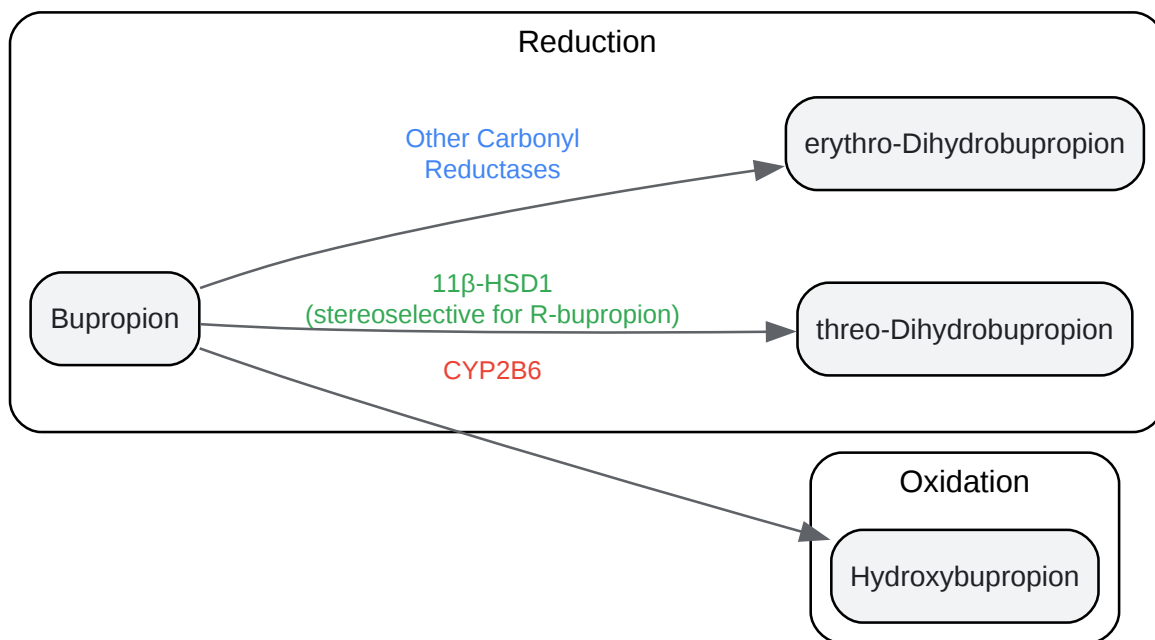 Reduction
Other Carbonyl
Reductases
erythro-Dihydrobupropion
Bupropion
11β-HSD1
(stereoselective for R-bupropion)
threo-Dihydrobupropion
CYP2B6
Oxidation
Hydroxybupropion